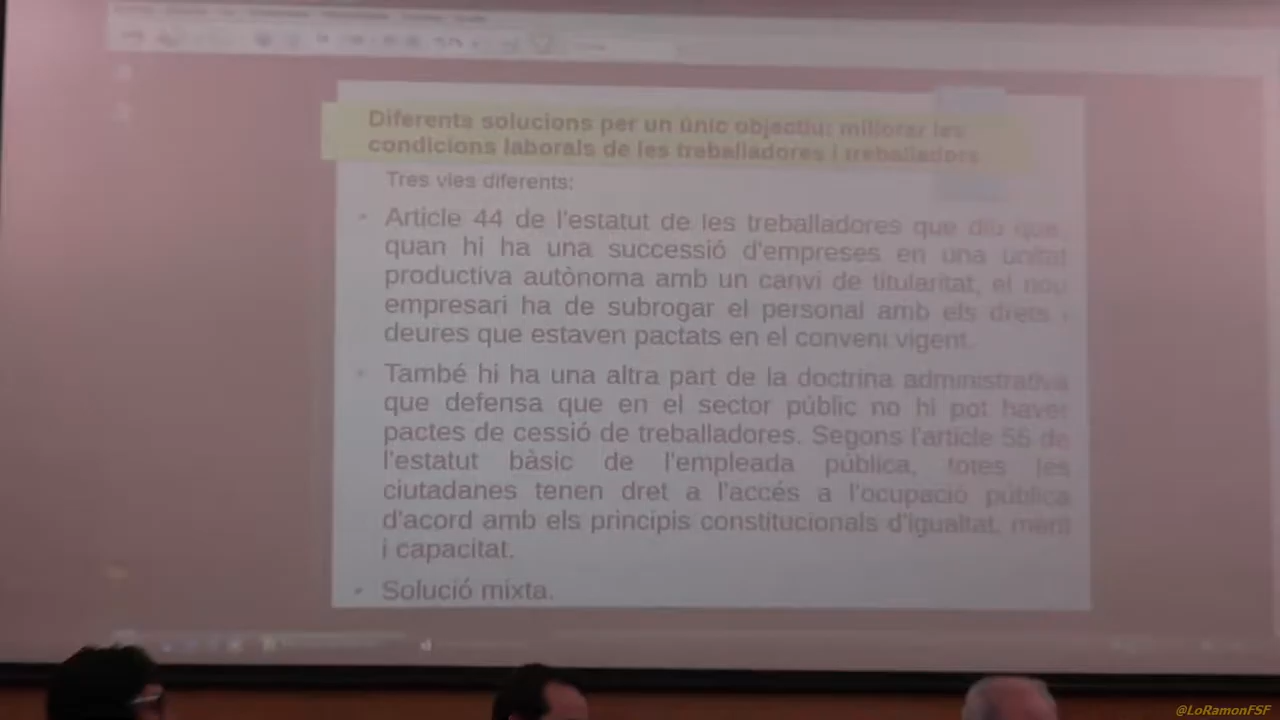 Diferents solucions per un únic objectiu: millorar les
condicions laborals de les treballadores i treballadors
Tres vies diferents:
• Article 44 de l'estatut de les treballadores que diu que,
quan hi ha una successió d'empreses en una unitat
productiva autònoma amb un canvi de titularitat, el nou
empresari ha de subrogar el personal amb els drets i
deures que estaven pactats en el conveni vigent.
• També hi ha una altra part de la doctrina administrativa
que defensa que en el sector públic no hi pot haver
pactes de cessió de treballadores. Segons l'article 55 de
l'estatut bàsic de l'empleada pública, totes les
ciutadanes tenen dret a l'accés a l'ocupació pública
d'acord amb els principis constitucionals d'igualtat, mèrit
i capacitat.
• Solució mixta.
@LoRamonFSF